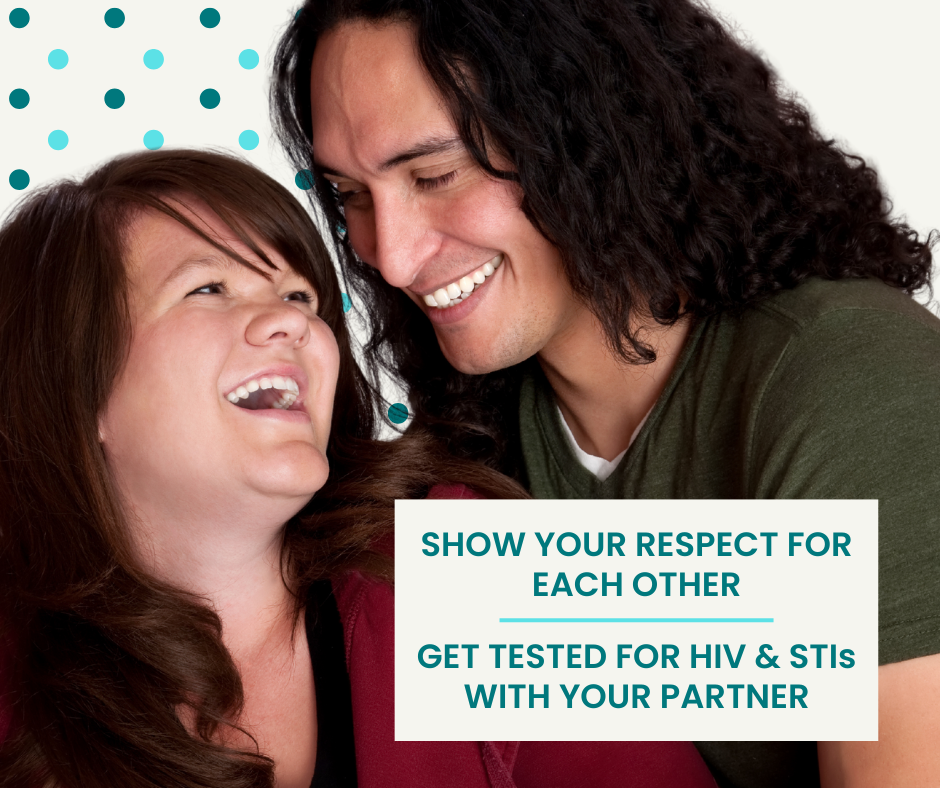 SHOW YOUR RESPECT FOR
EACH OTHER
GET TESTED FOR HIV & STIs
WITH YOUR PARTNER